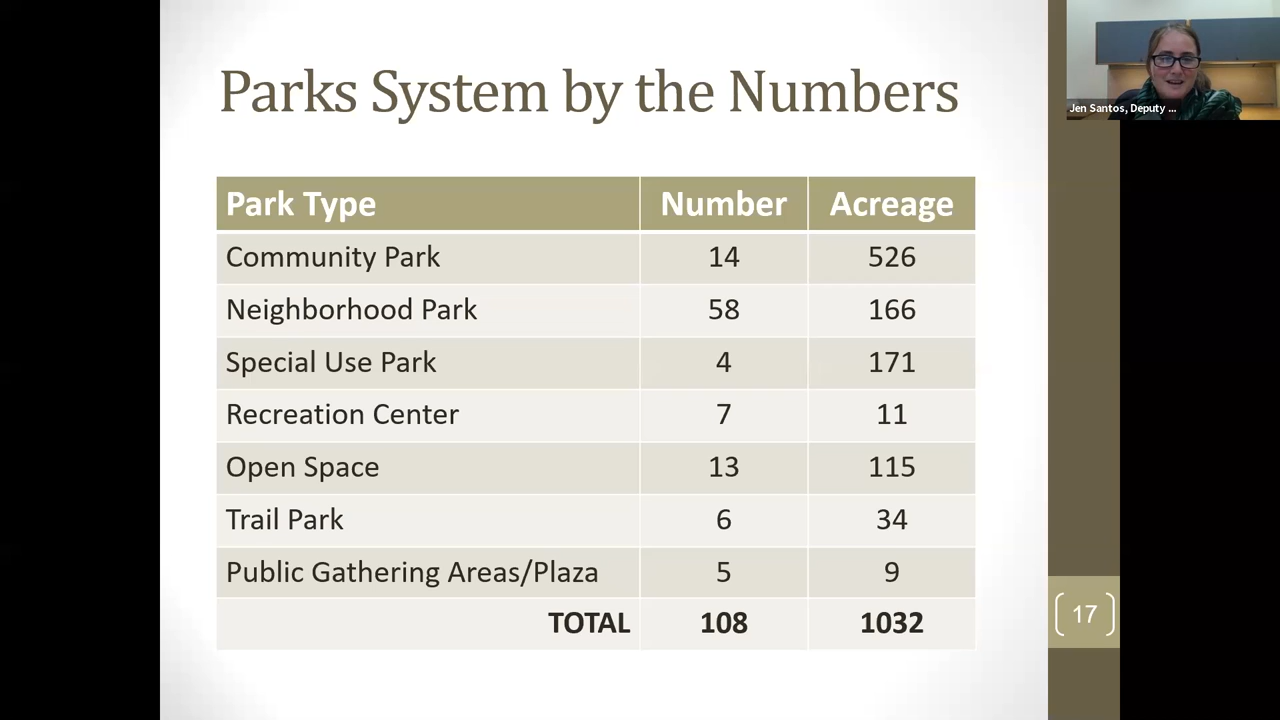 Parks System by the Numbers
Jen Santos, Deputy ...
Park Type Number Acreage
Community Park 14 526
Neighborhood Park 58 166
Special Use Park 4 171
Recreation Center 7 11
Open Space 13 115
Trail Park 6 34
Public Gathering Areas/Plaza 5 9
TOTAL 108 1032
17